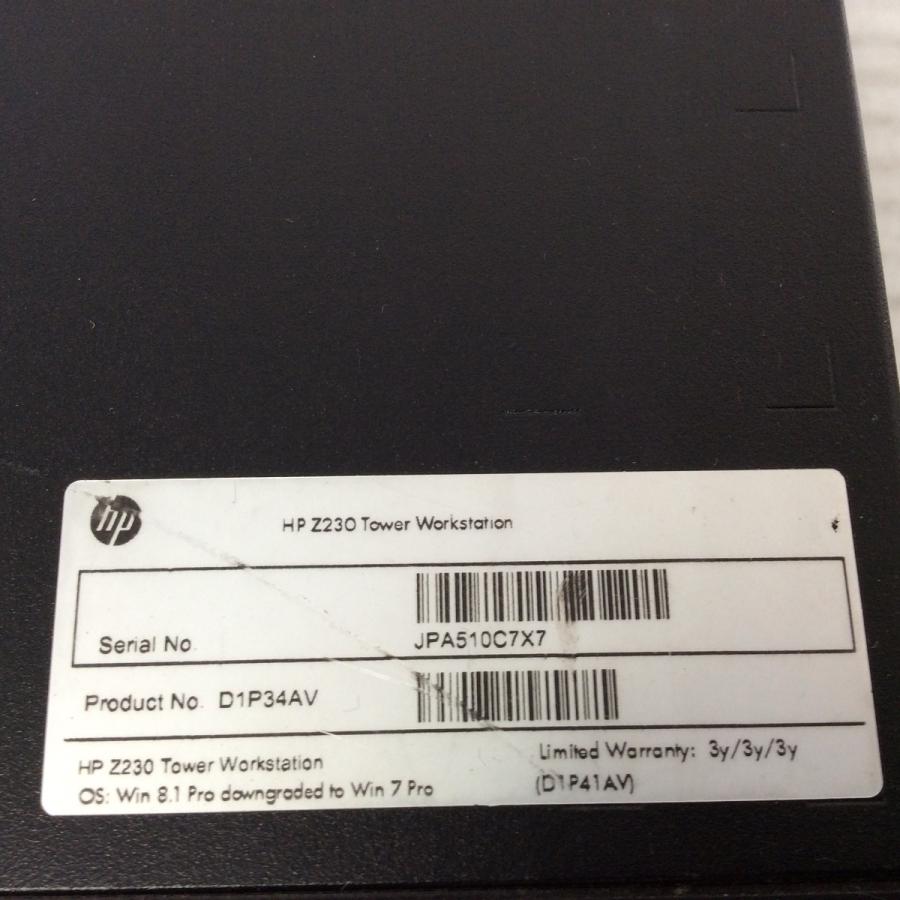 hp
HP Z230 Tower Workstation
Serial No. JPA510C7X7
Product No. D1P34AV
HP Z230 Tower Workstation
Limited Warranty: 3y/3y/3y
OS: Win 8.1 Pro downgraded to Win 7 Pro
(D1P41AV)